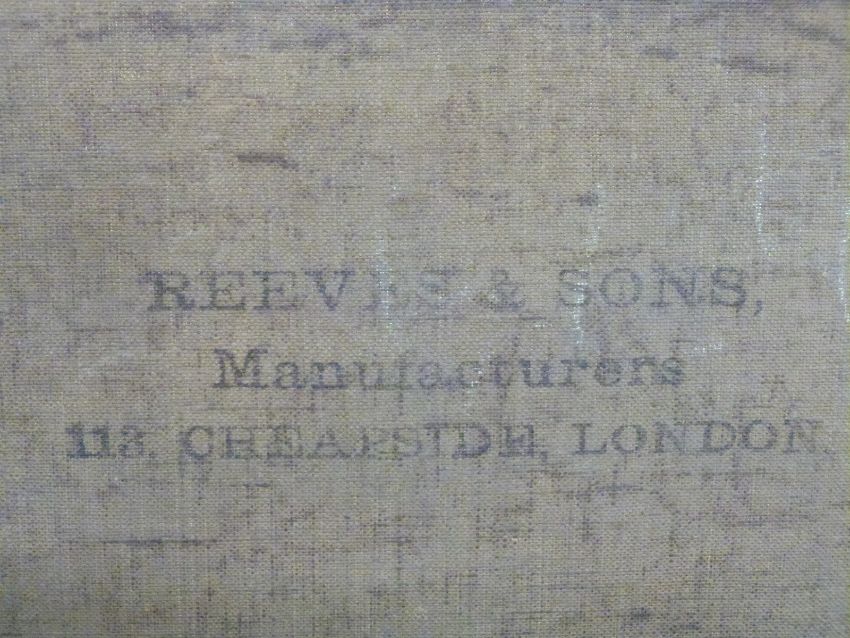 REEVES & SONS,
Manufacturers
113, CHEAPSIDE, LONDON.